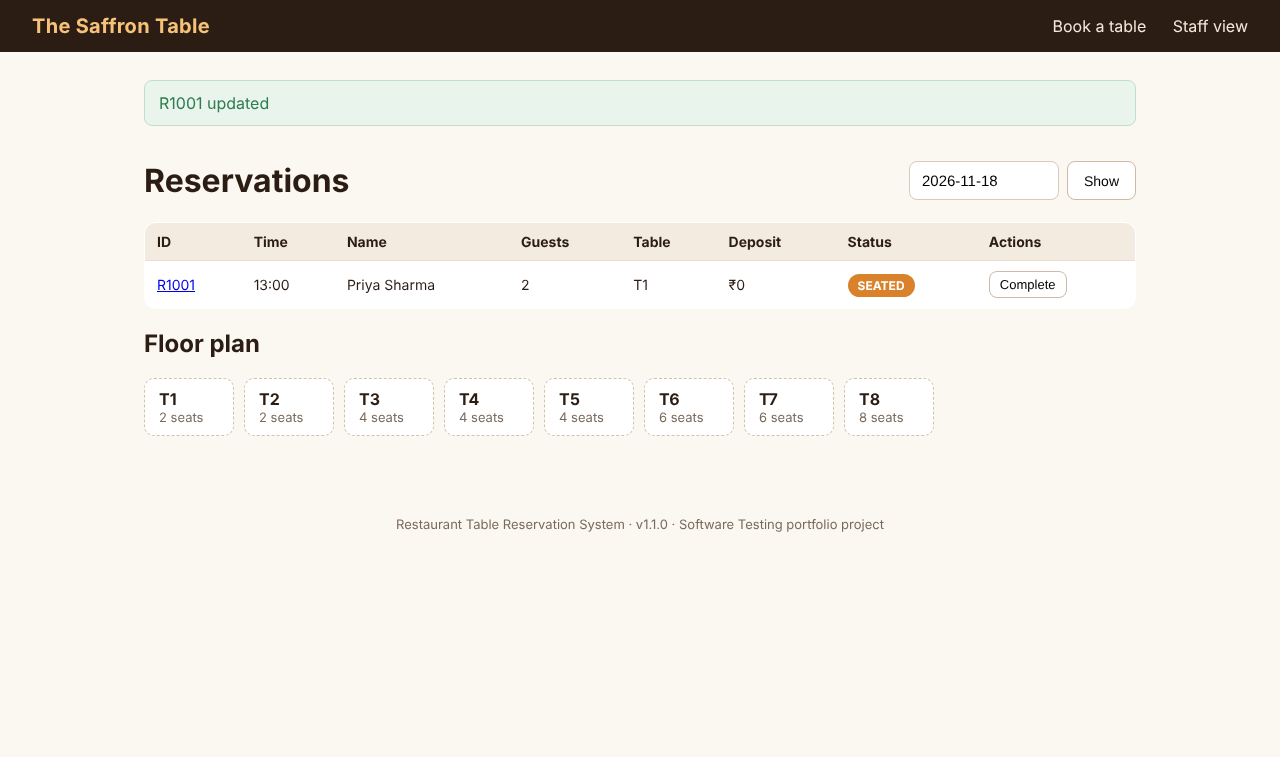 The Saffron Table
Book a table Staff view
R1001 updated
Reservations
2026-11-18 Show
ID Time Name Guests Table Deposit Status Actions
R1001 13:00 Priya Sharma 2 T1 ₹0 SEATED Complete
Floor plan
T1 T2 T3 T4 T5 T6 T7 T8
2 seats 2 seats 4 seats 4 seats 4 seats 6 seats 6 seats 8 seats
Restaurant Table Reservation System · v1.1.0 · Software Testing portfolio project